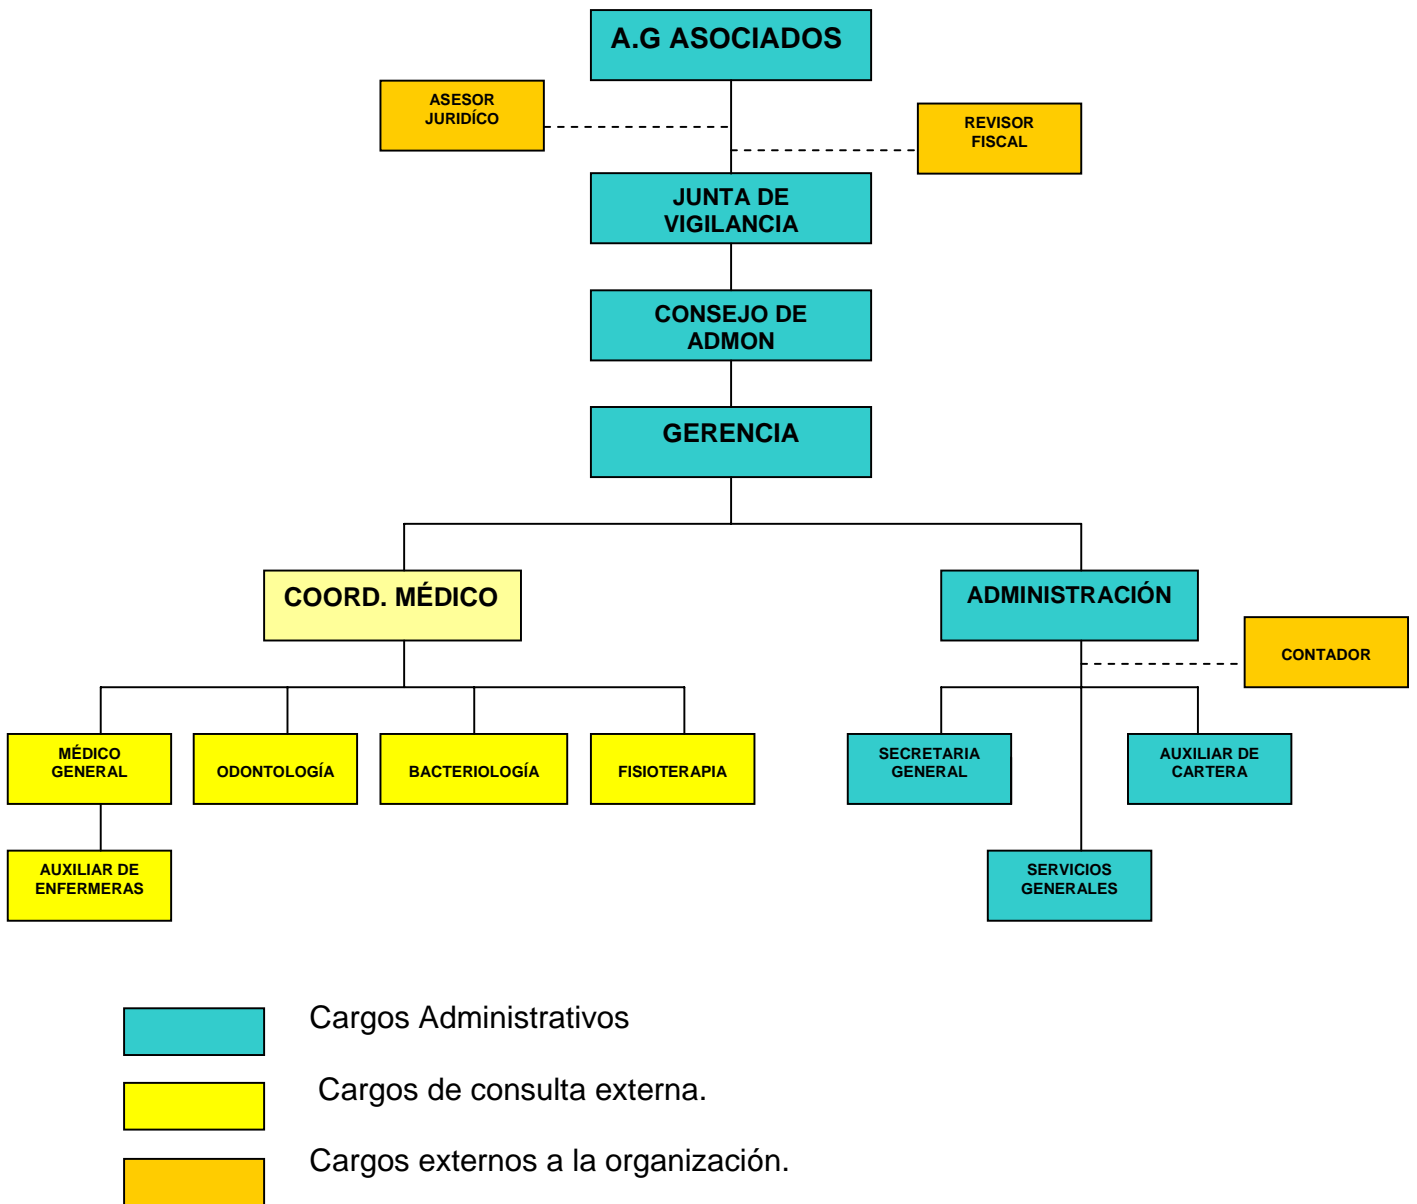 A.G ASOCIADOS
ASESOR
JURIDÍCO
REVISOR
FISCAL
JUNTA DE
VIGILANCIA
CONSEJO DE
ADMON
GERENCIA
COORD. MÉDICO
ADMINISTRACIÓN
CONTADOR
MÉDICO
GENERAL
ODONTOLOGÍA
BACTERIOLOGÍA
FISIOTERAPIA
SECRETARIA
GENERAL
AUXILIAR DE
CARTERA
AUXILIAR DE
ENFERMERAS
SERVICIOS
GENERALES
Cargos Administrativos
Cargos de consulta externa.
Cargos externos a la organización.